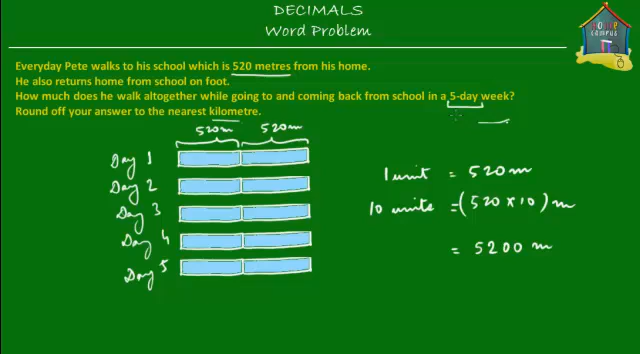 DECIMALS
Word Problem
Everyday Pete walks to his school which is 520 metres from his home.
He also returns home from school on foot.
How much does he walk altogether while going to and coming back from school in a 5-day week?
Round off your answer to the nearest kilometre.
520m 520m
Day 1
Day 2
Day 3
Day 4
Day 5
1 unit = 520 m
10 units = (520 × 10) m
= 5200 m